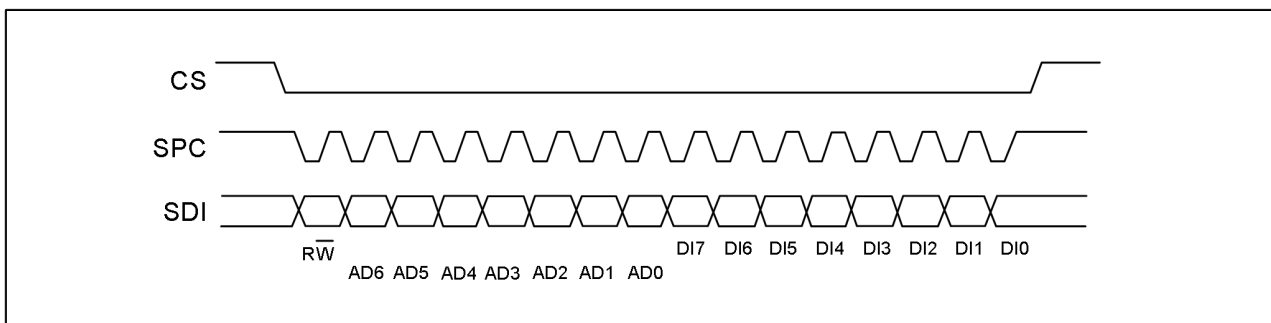 CS
SPC
SDI
RW̅ DI7 DI6 DI5 DI4 DI3 DI2 DI1 DI0
AD6 AD5 AD4 AD3 AD2 AD1 AD0